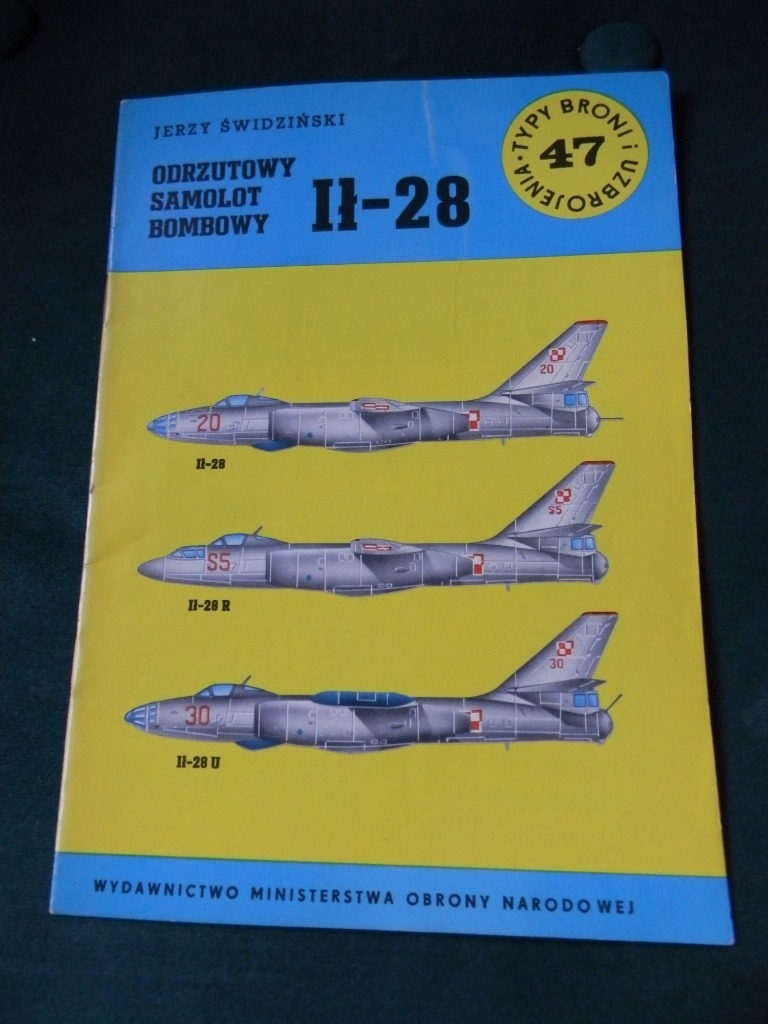 JERZY ŚWIDZIŃSKI
TYPY BRONI i UZBROJENIA •
47
ODRZUTOWY
SAMOLOT
BOMBOWY
Ił-28
20
20
Ił-28
S5
S5
Ił-28 R
30
30
Ił-28 U
WYDAWNICTWO MINISTERSTWA OBRONY NARODOWEJ